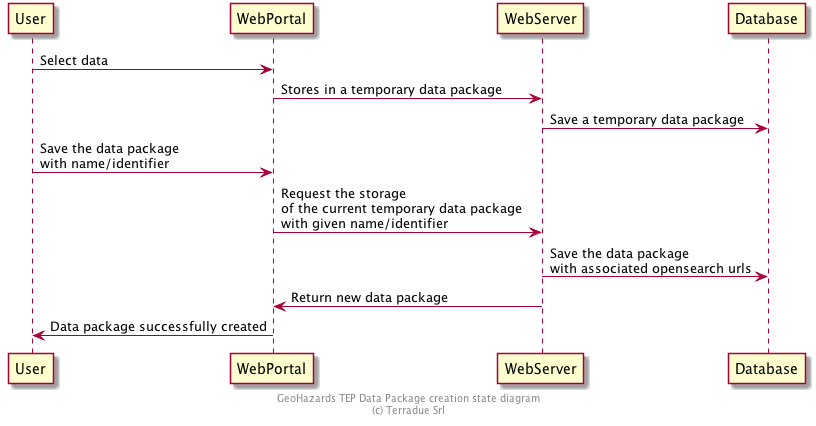 User
WebPortal
WebServer
Database
Select data
Stores in a temporary data package
Save a temporary data package
Save the data package
with name/identifier
Request the storage
of the current temporary data package
with given name/identifier
Save the data package
with associated opensearch urls
Return new data package
Data package successfully created
User
WebPortal
WebServer
Database
GeoHazards TEP Data Package creation state diagram
(c) Terradue Srl